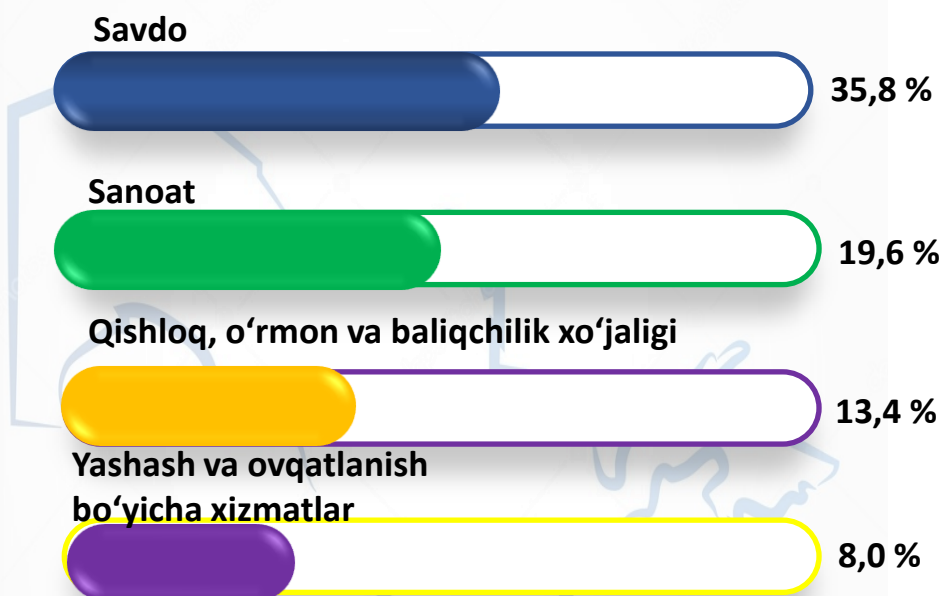 Savdo
35,8 %
Sanoat
19,6 %
Qishloq, o‘rmon va baliqchilik xo‘jaligi
13,4 %
Yashash va ovqatlanish
bo‘yicha xizmatlar
8,0 %